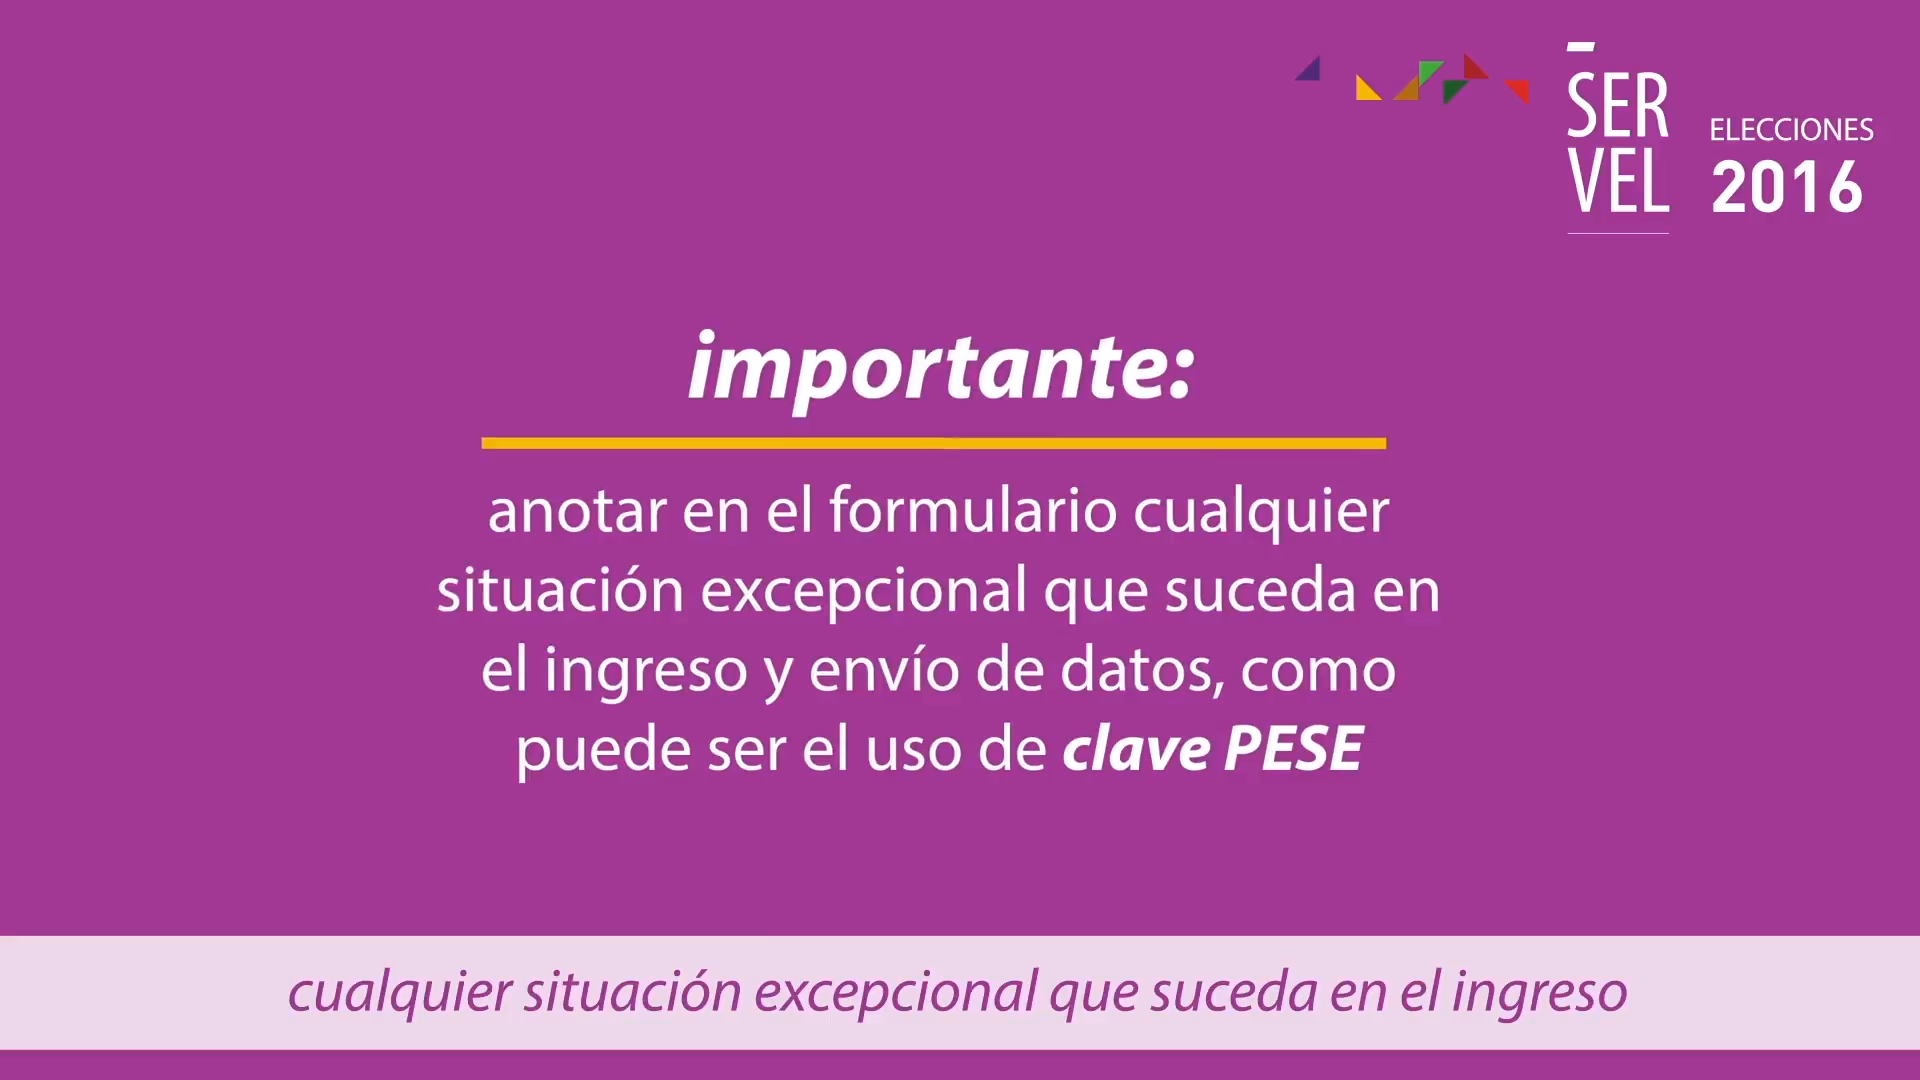 SER
VEL
ELECCIONES
2016
importante:
anotar en el formulario cualquier
situación excepcional que suceda en
el ingreso y envío de datos, como
puede ser el uso de clave PESE
cualquier situación excepcional que suceda en el ingreso